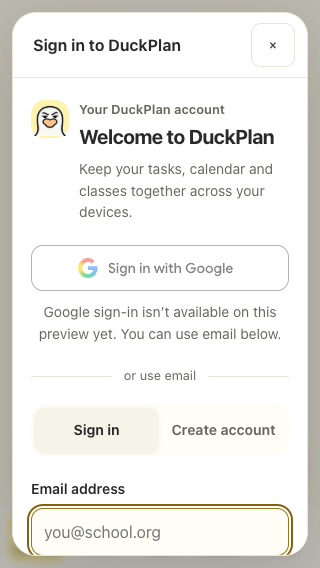 Sign in to DuckPlan
×
Your DuckPlan account
Welcome to DuckPlan
Keep your tasks, calendar and
classes together across your
devices.
Sign in with Google
Google sign-in isn’t available on this
preview yet. You can use email below.
or use email
Sign in
Create account
Email address
you@school.org